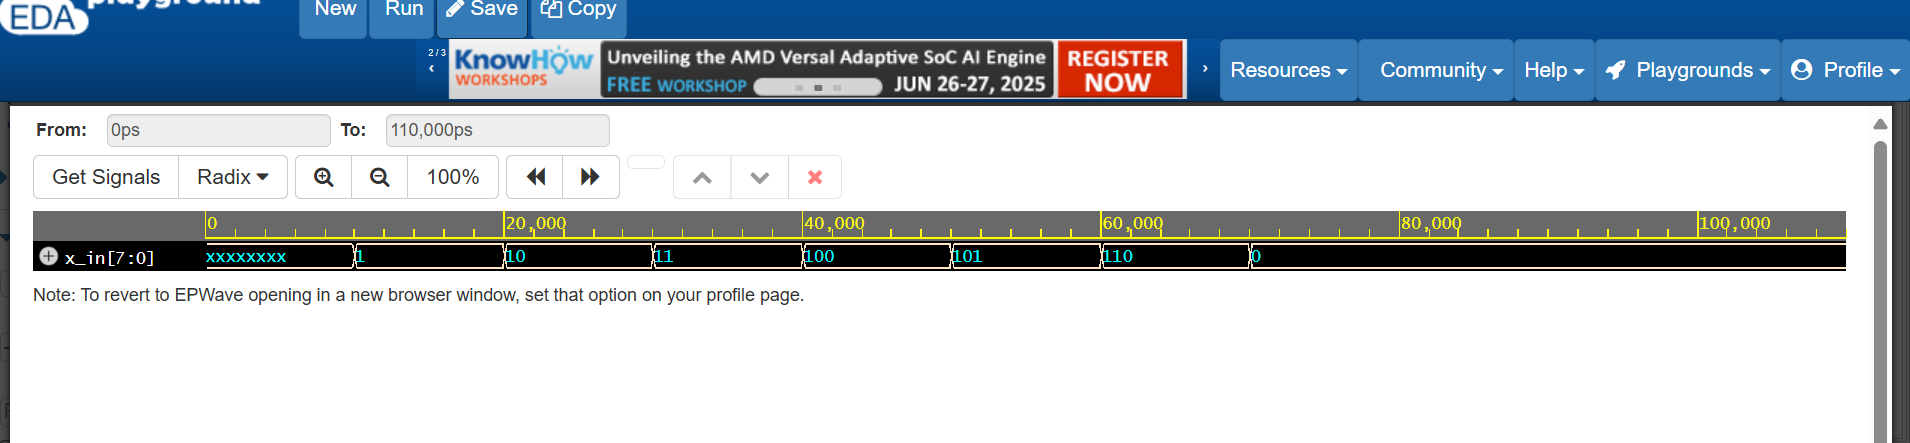 EDA playground
New Run Save Copy
2/3
KnowHow
WORKSHOPS
Unveiling the AMD Versal Adaptive SoC AI Engine
FREE WORKSHOP JUN 26-27, 2025
REGISTER
NOW
Resources Community Help Playgrounds Profile
From: 0ps To: 110,000ps
Get Signals Radix 100%
0 20,000 40,000 60,000 80,000 100,000
x_in[7:0] xxxxxxxx 1 10 11 100 101 110 0
Note: To revert to EPWave opening in a new browser window, set that option on your profile page.